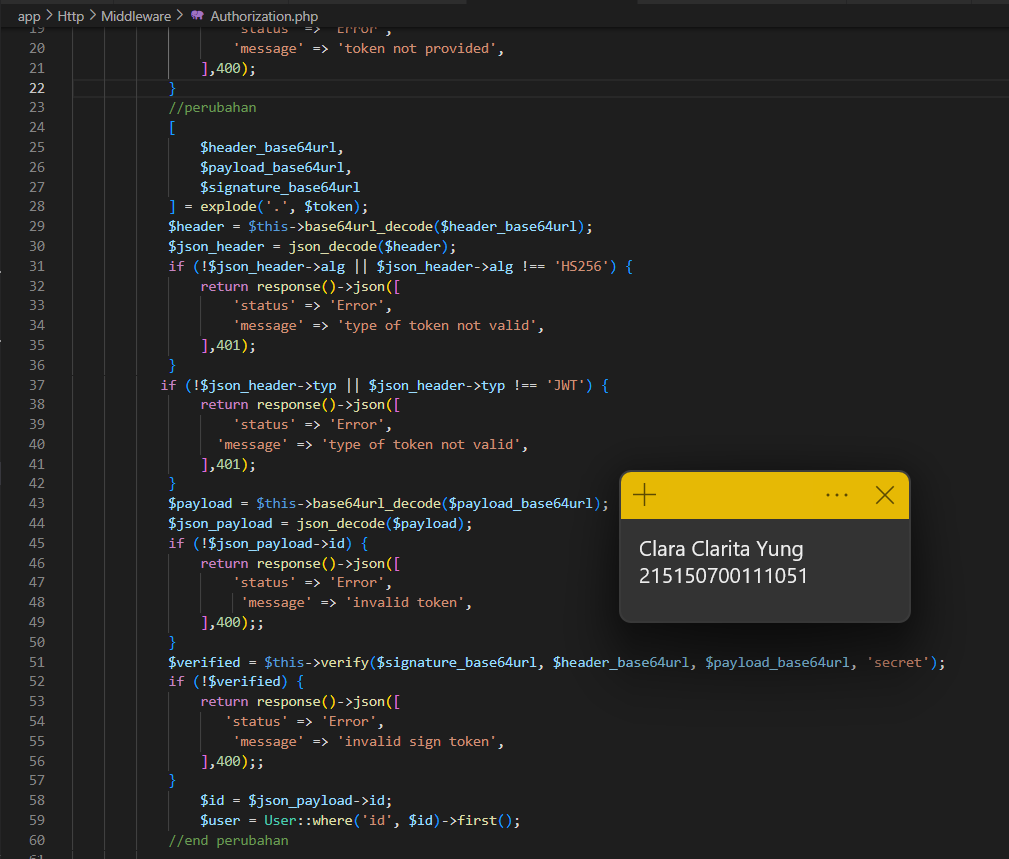 app > Http > Middleware > Authorization.php
19 'status' => 'Error',
20 'message' => 'token not provided',
21 ],400);
22 }
23 //perubahan
24 [
25 $header_base64url,
26 $payload_base64url,
27 $signature_base64url
28 ] = explode('.', $token);
29 $header = $this->base64url_decode($header_base64url);
30 $json_header = json_decode($header);
31 if (!$json_header->alg || $json_header->alg !== 'HS256') {
32 return response()->json([
33 'status' => 'Error',
34 'message' => 'type of token not valid',
35 ],401);
36 }
37 if (!$json_header->typ || $json_header->typ !== 'JWT') {
38 return response()->json([
39 'status' => 'Error',
40 'message' => 'type of token not valid',
41 ],401);
42 }
43 $payload = $this->base64url_decode($payload_base64url);
44 $json_payload = json_decode($payload);
45 if (!$json_payload->id) {
46 return response()->json([
47 'status' => 'Error',
48 'message' => 'invalid token',
49 ],400);;
50 }
51 $verified = $this->verify($signature_base64url, $header_base64url, $payload_base64url, 'secret');
52 if (!$verified) {
53 return response()->json([
54 'status' => 'Error',
55 'message' => 'invalid sign token',
56 ],400);;
57 }
58 $id = $json_payload->id;
59 $user = User::where('id', $id)->first();
60 //end perubahan
61
Clara Clarita Yung
215150700111051